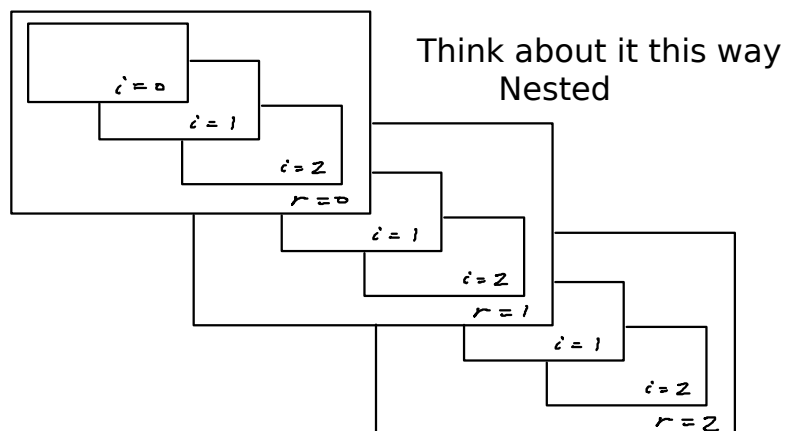 Think about it this way
Nested
i = 0
i = 1
i = 2
r = 0
i = 1
i = 2
r = 1
i = 1
i = 2
r = 2